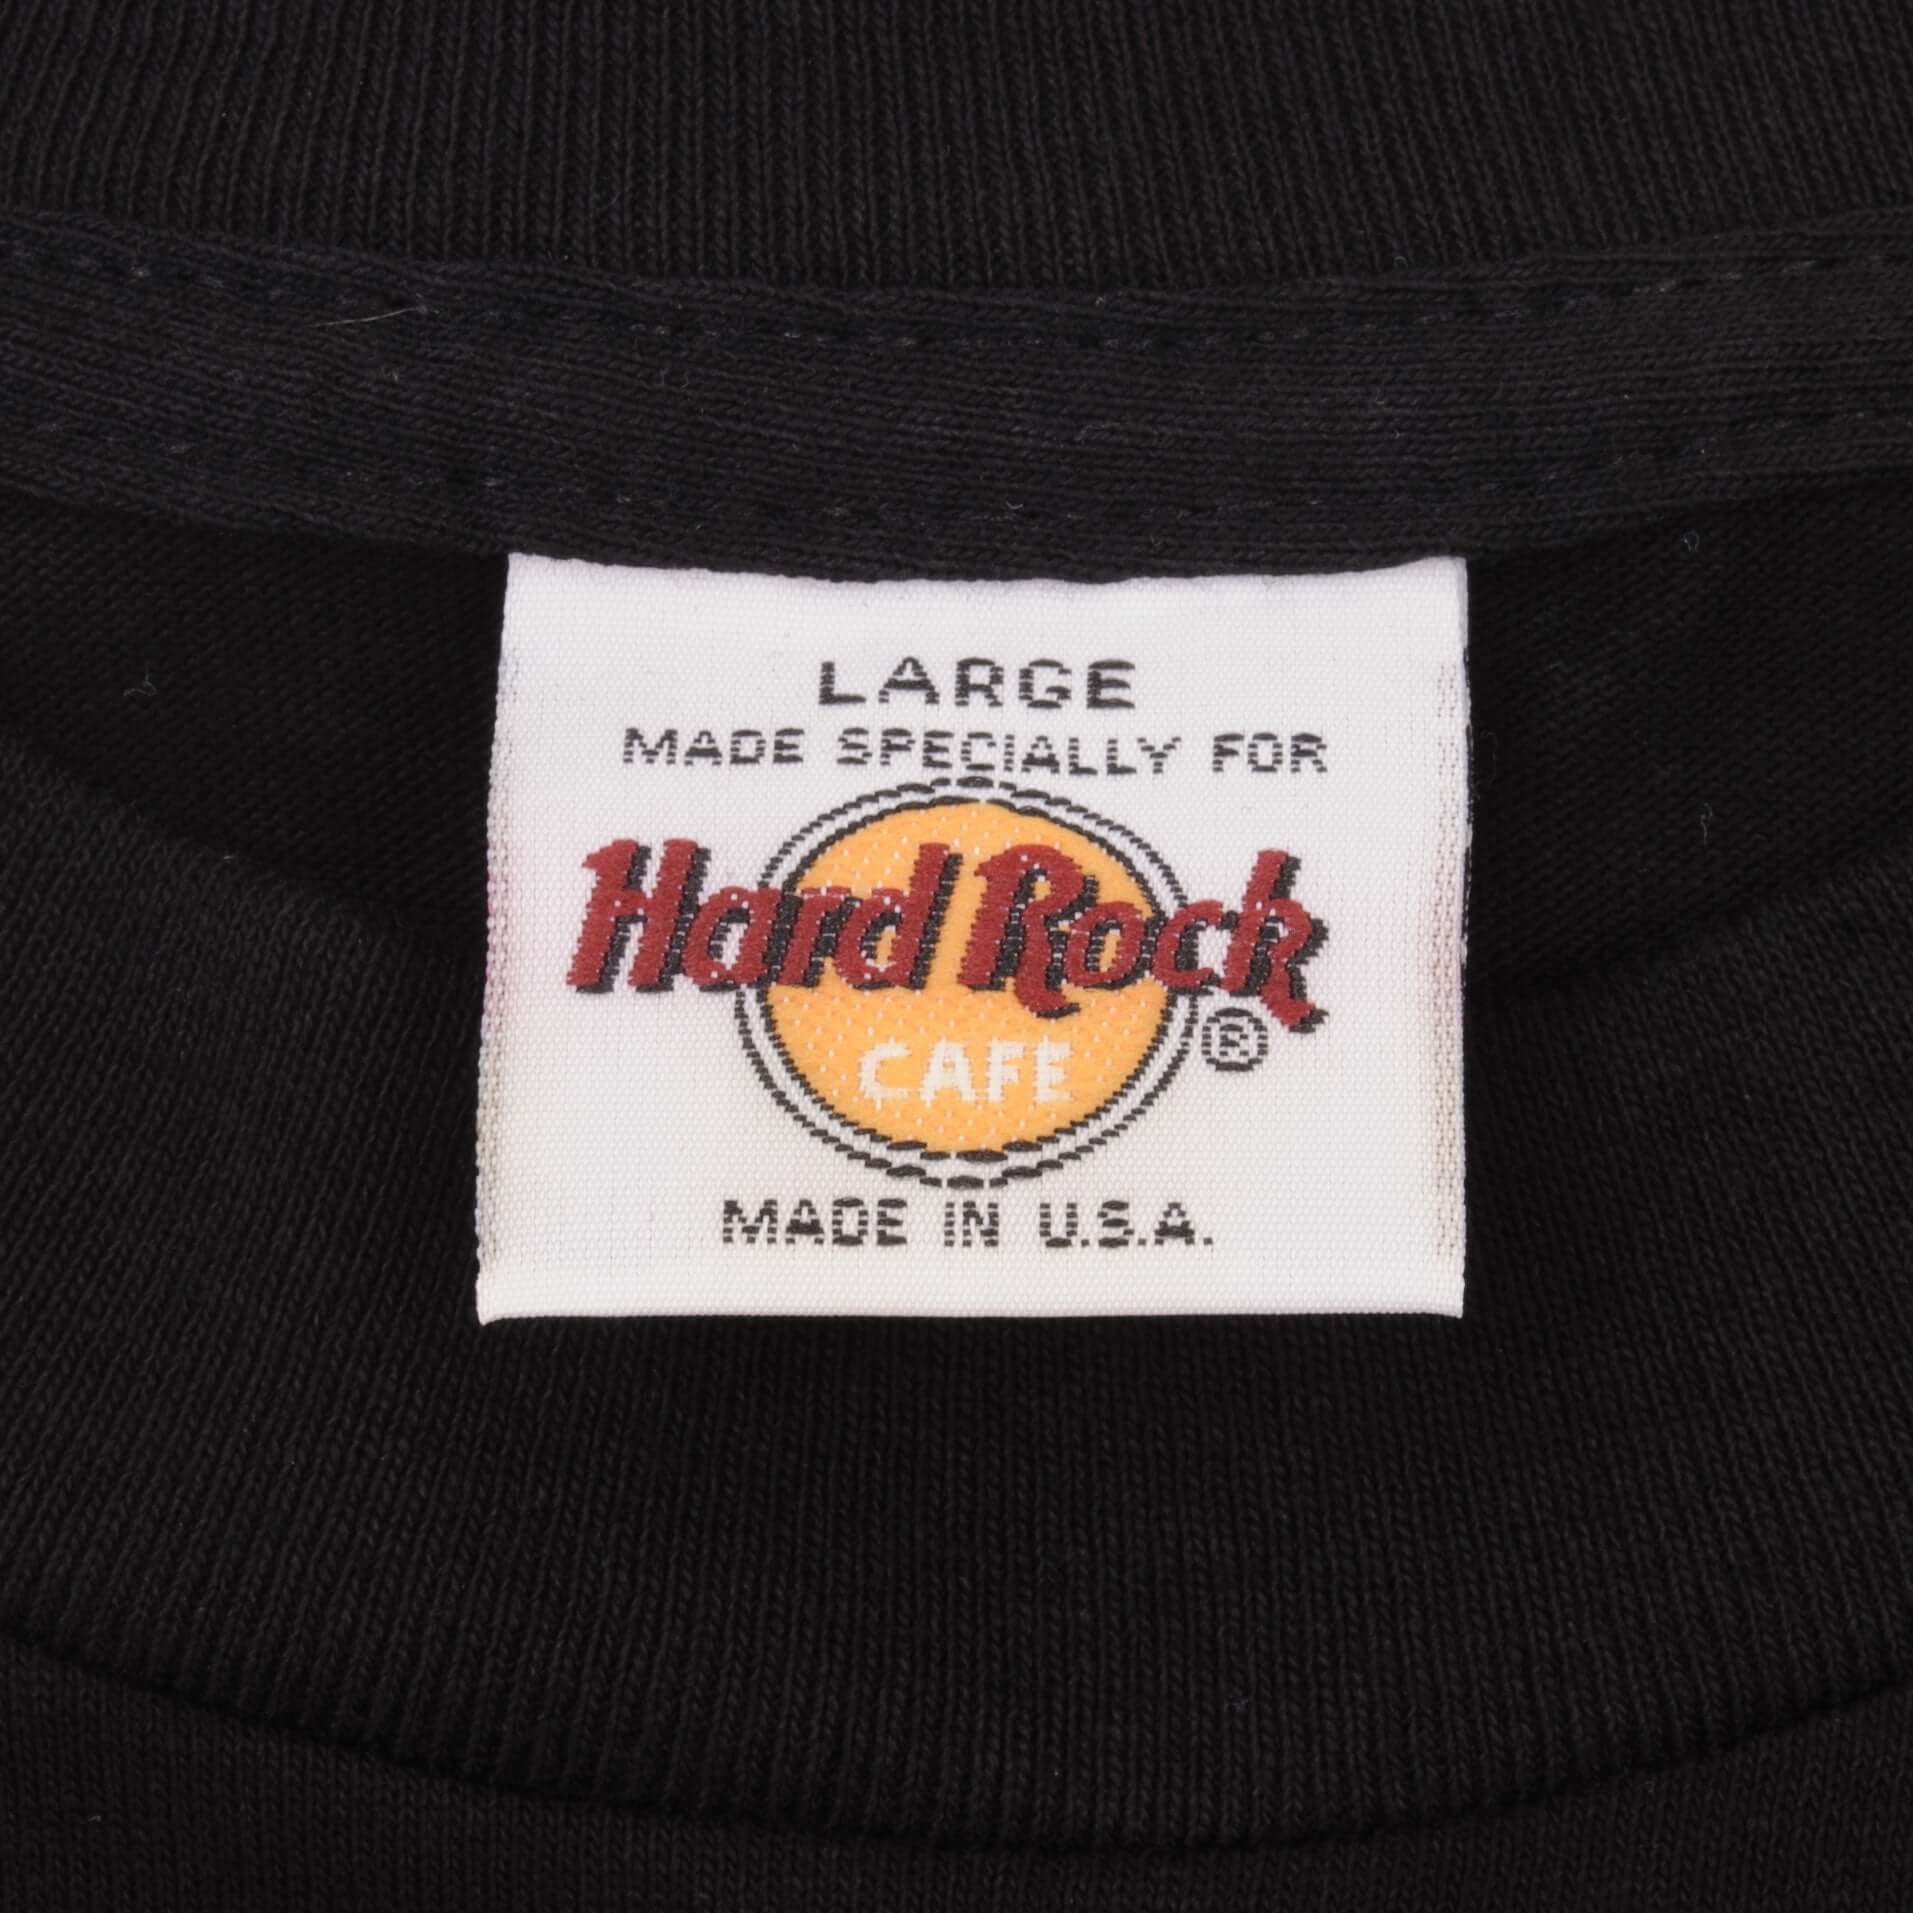 LARGE
MADE SPECIALLY FOR
Hard Rock
®
CAFE
MADE IN U.S.A.